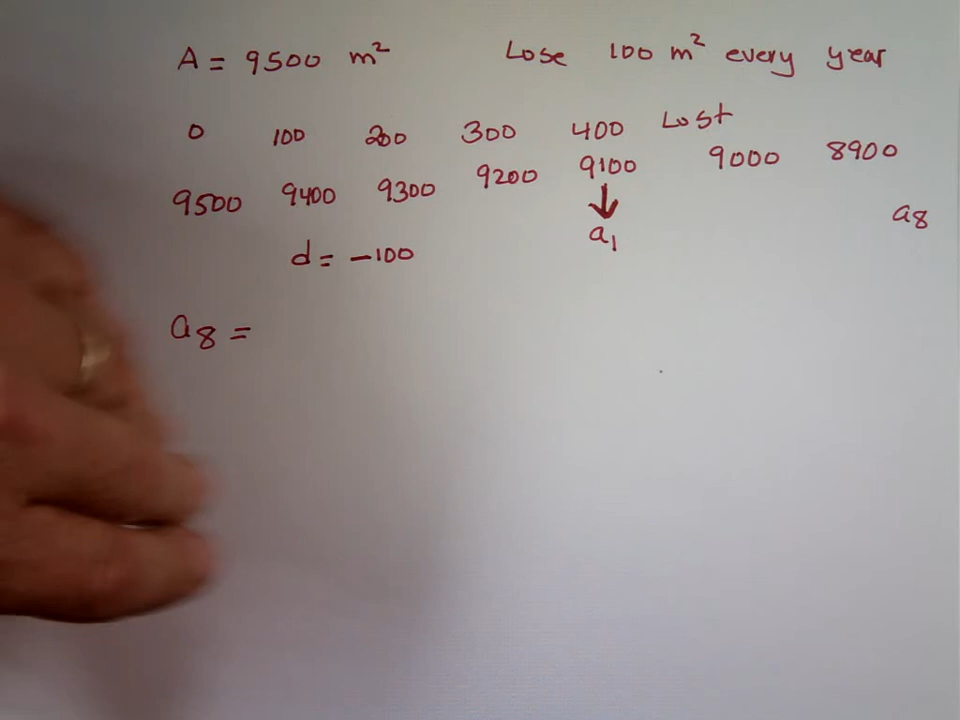 A = 9500 m² Lose 100 m² every year
0 100 200 300 400 Lost
9500 9400 9300 9200 9100 9000 8900
↓
d = -100 a₁ a₈
a₈ =